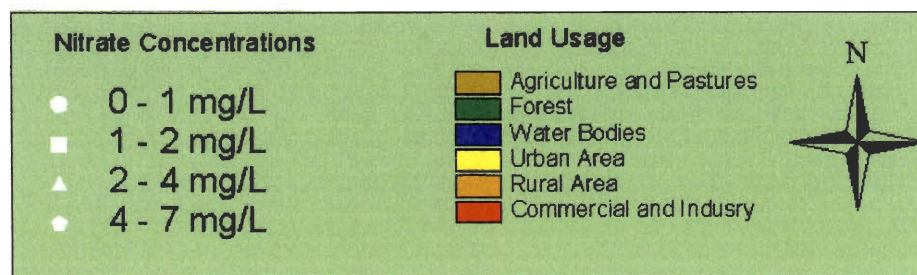 Nitrate Concentrations
0 - 1 mg/L
1 - 2 mg/L
2 - 4 mg/L
4 - 7 mg/L
Land Usage
Agriculture and Pastures
Forest
Water Bodies
Urban Area
Rural Area
Commercial and Indusry
N